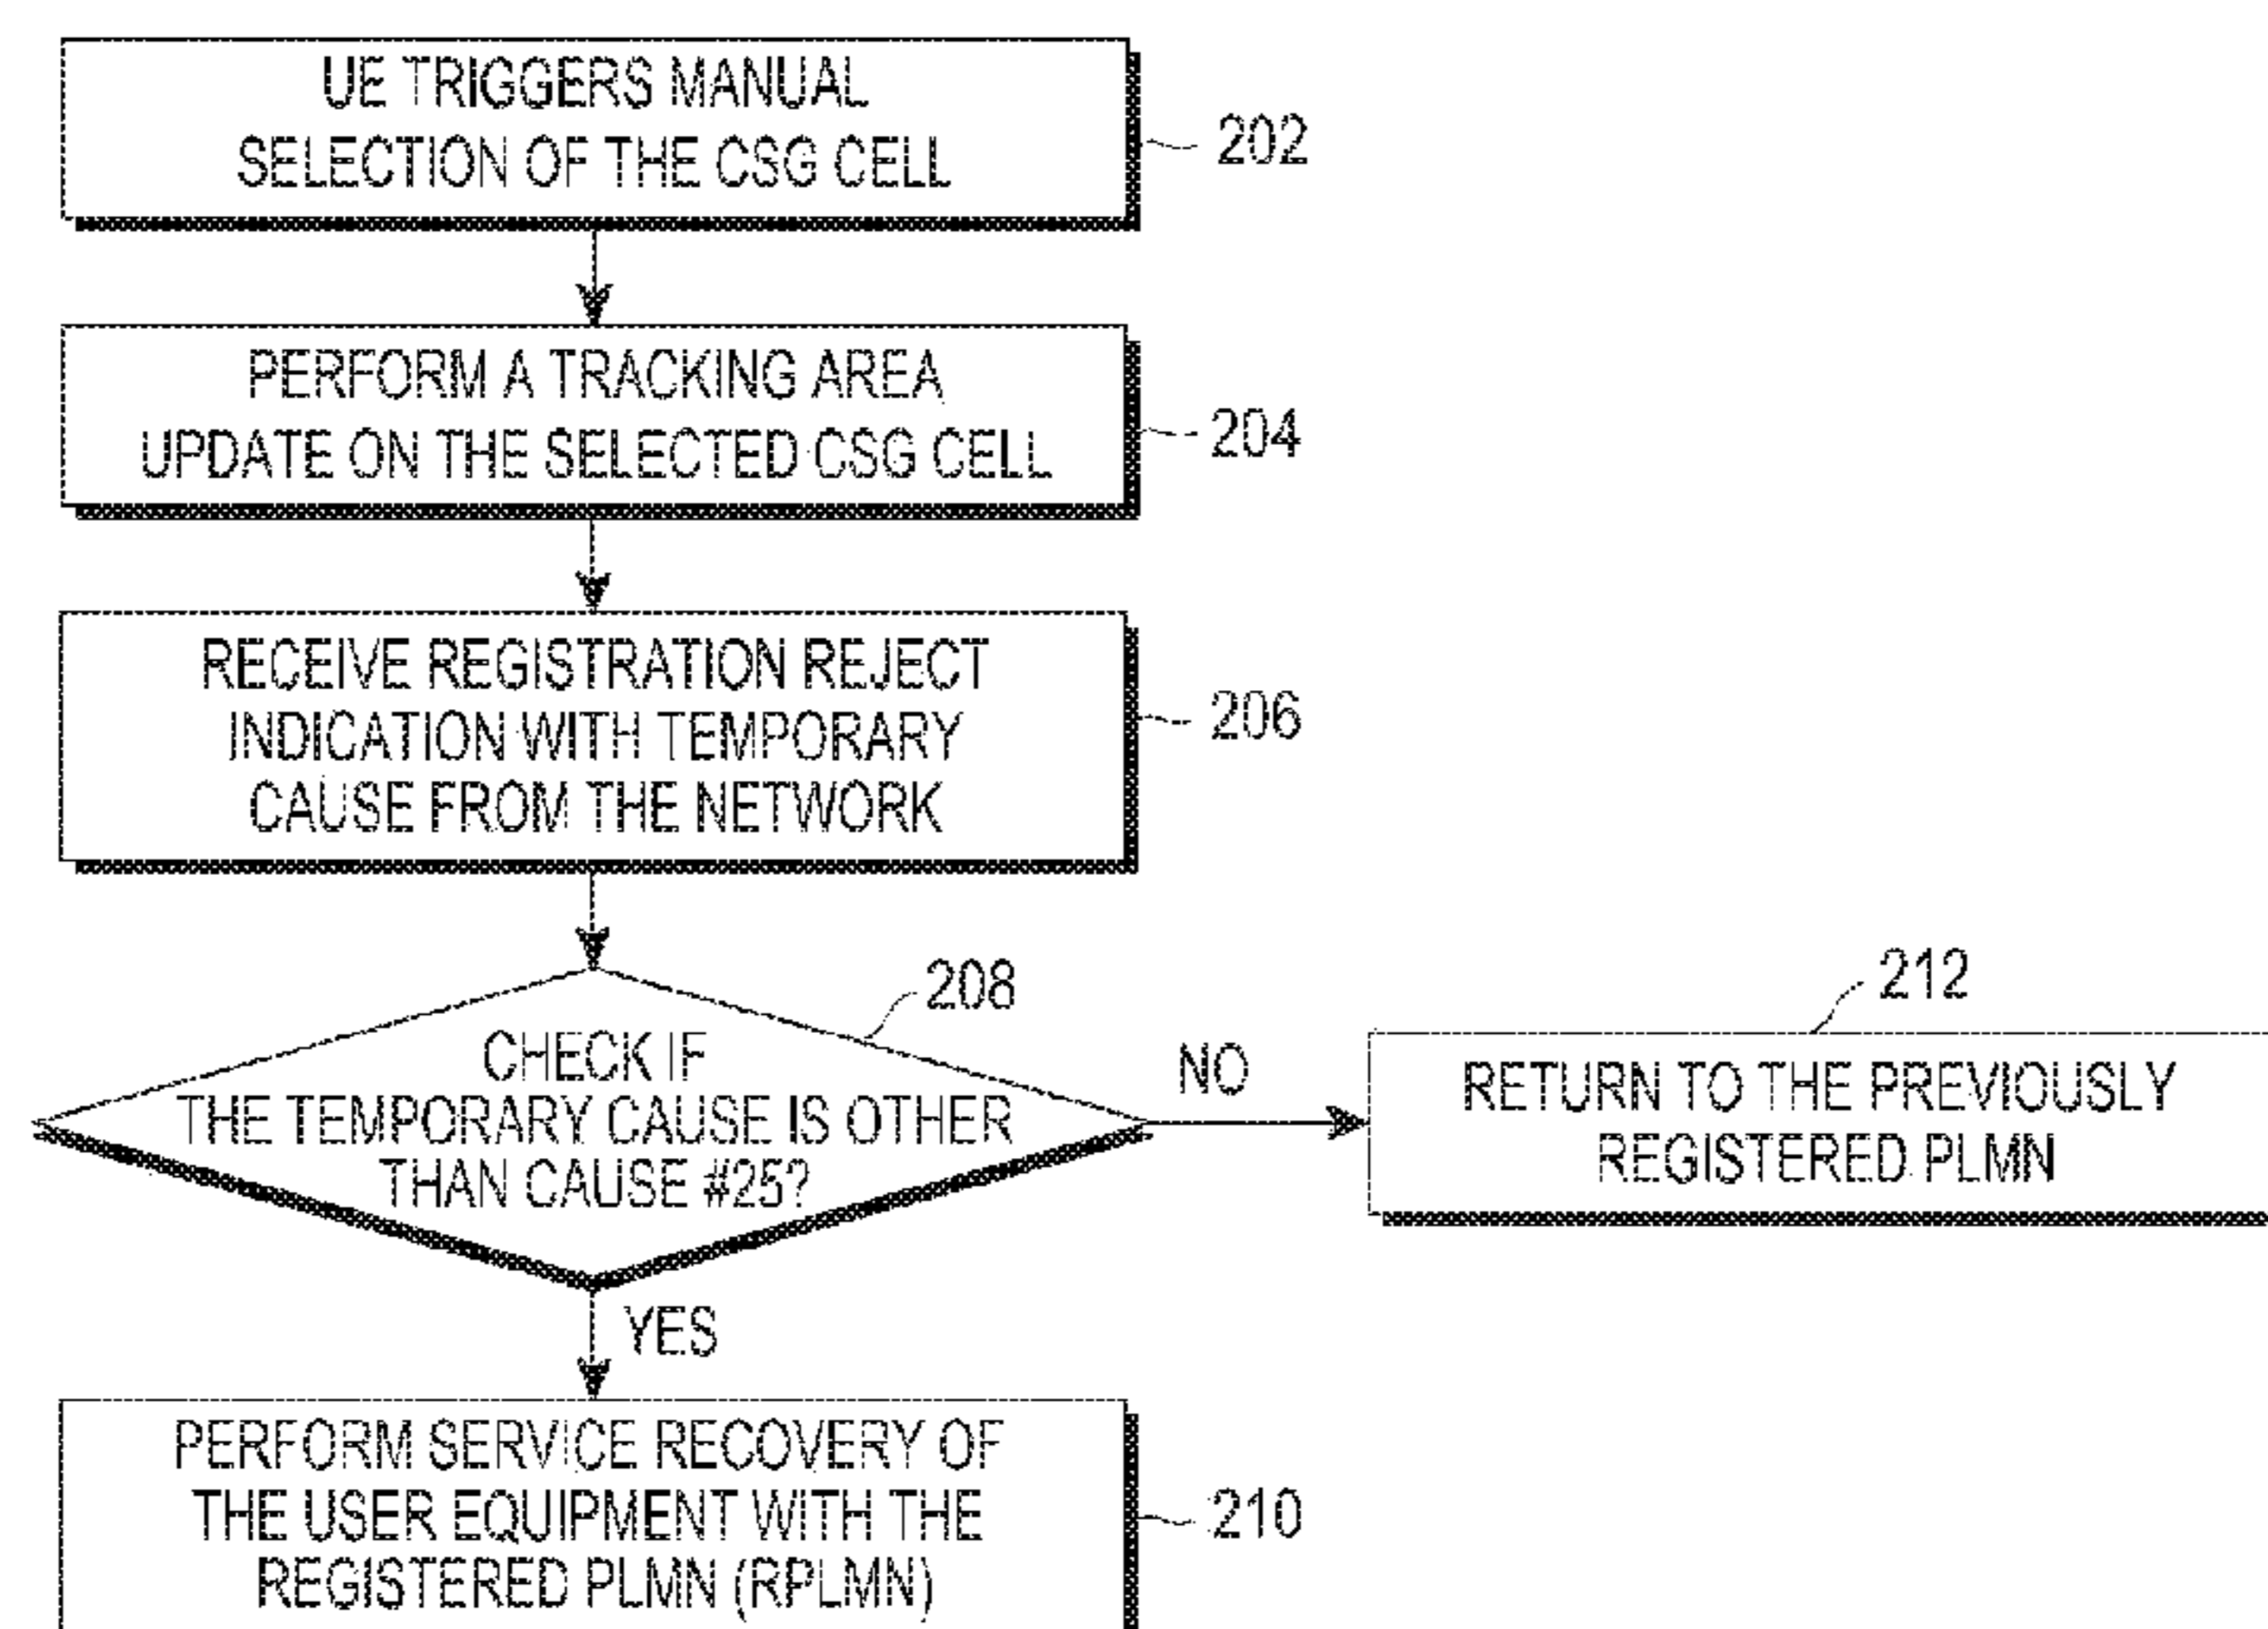 UE TRIGGERS MANUAL
SELECTION OF THE CSG CELL
202
PERFORM A TRACKING AREA
UPDATE ON THE SELECTED CSG CELL
204
RECEIVE REGISTRATION REJECT
INDICATION WITH TEMPORARY
CAUSE FROM THE NETWORK
206
208
CHECK IF
THE TEMPORARY CAUSE IS OTHER
THAN CAUSE #25?
NO
212
RETURN TO THE PREVIOUSLY
REGISTERED PLMN
YES
PERFORM SERVICE RECOVERY OF
THE USER EQUIPMENT WITH THE
REGISTERED PLMN (RPLMN)
210